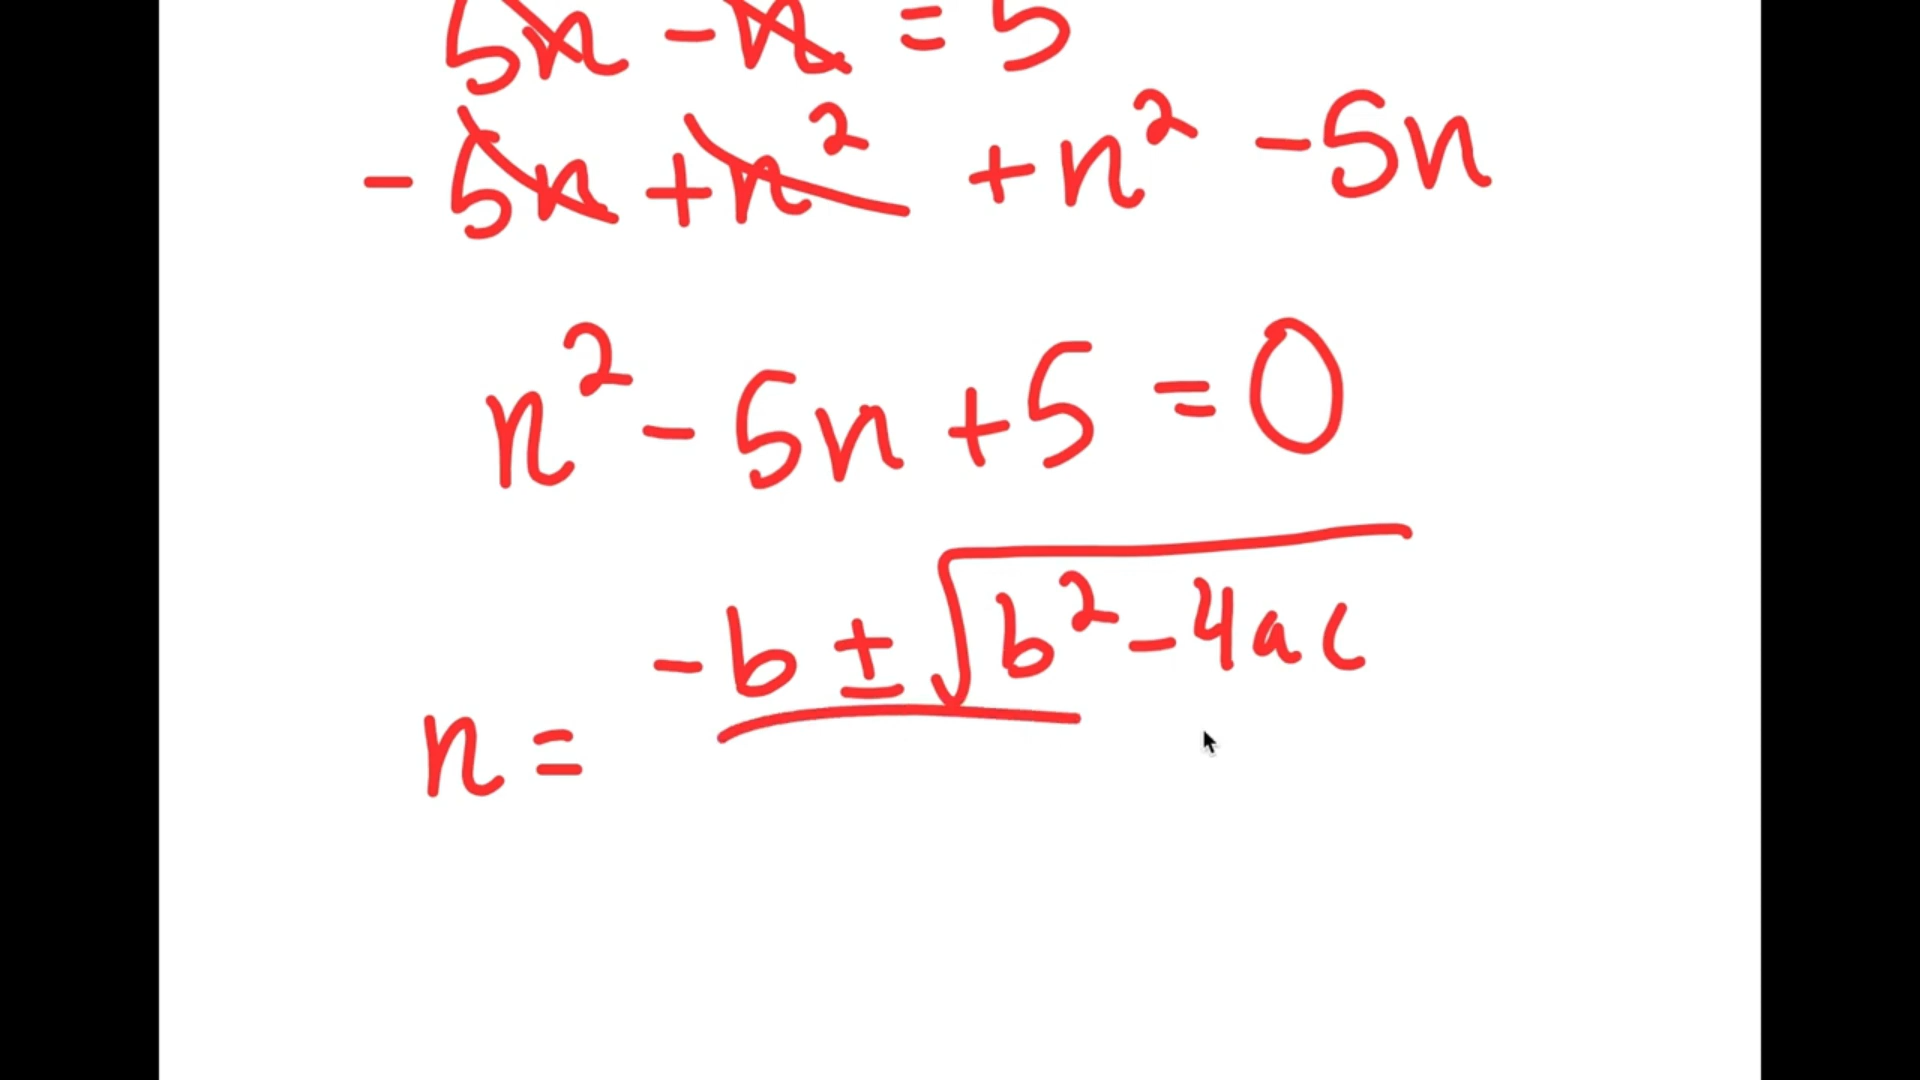 5n - n = 5
- 5n + n² + n² - 5n
n² - 5n + 5 = 0
n = -b ± √b² - 4ac